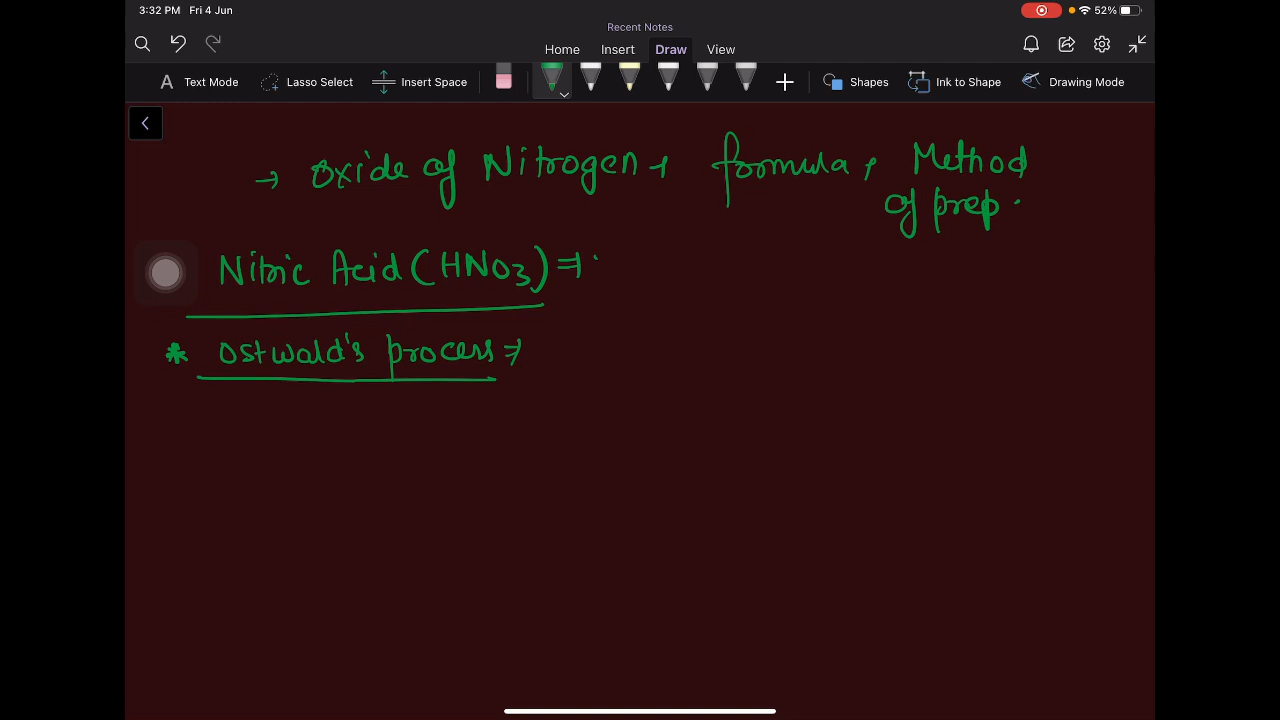 3:32 PM Fri 4 Jun 52%
Recent Notes
Home Insert Draw View
Text Mode Lasso Select Insert Space Shapes Ink to Shape Drawing Mode
→ Oxide of Nitrogen, formula, Method
of prep.
Nitric Acid (HNO3) ⇒
* Ostwald's process ⇒